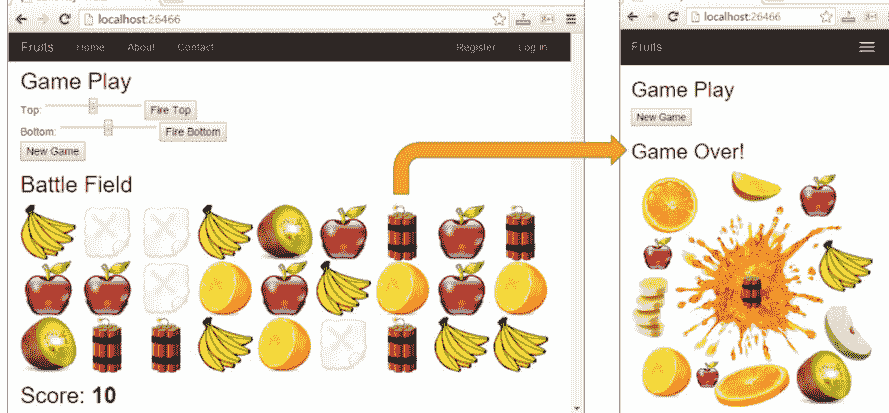 localhost:26466
Fruits Home About Contact Register Log in
Game Play
Top: Fire Top
Bottom: Fire Bottom
New Game
Battle Field
Score: 10
localhost:26466
Fruits
Game Play
New Game
Game Over!